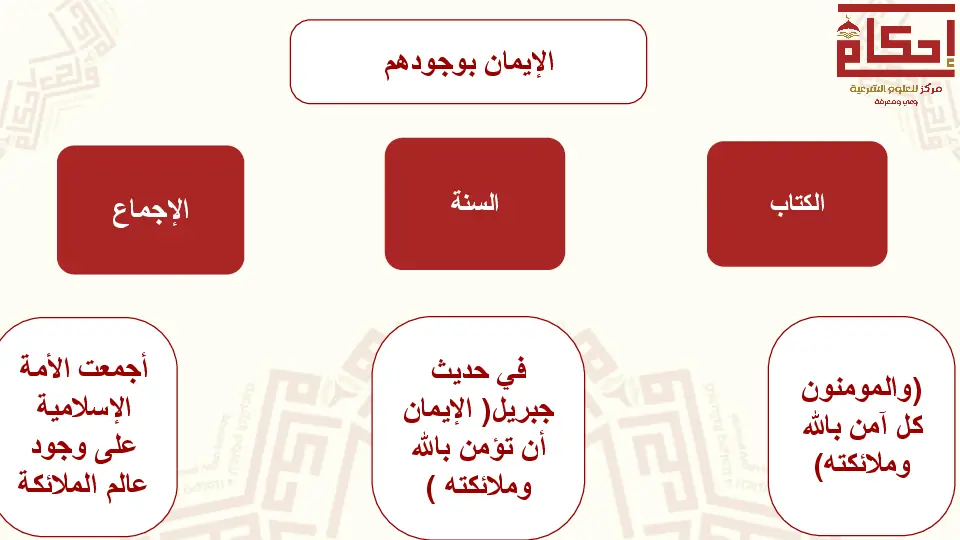 إحكام
مركز للعلوم الشرعية
وعي ومعرفة
الإيمان بوجودهم
الكتاب
السنة
الإجماع
(والمومنون
كل آمن بالله
وملائكته)
في حديث
جبريل( الإيمان
أن تؤمن بالله
وملائكته )
أجمعت الأمة
الإسلامية
على وجود
عالم الملائكة